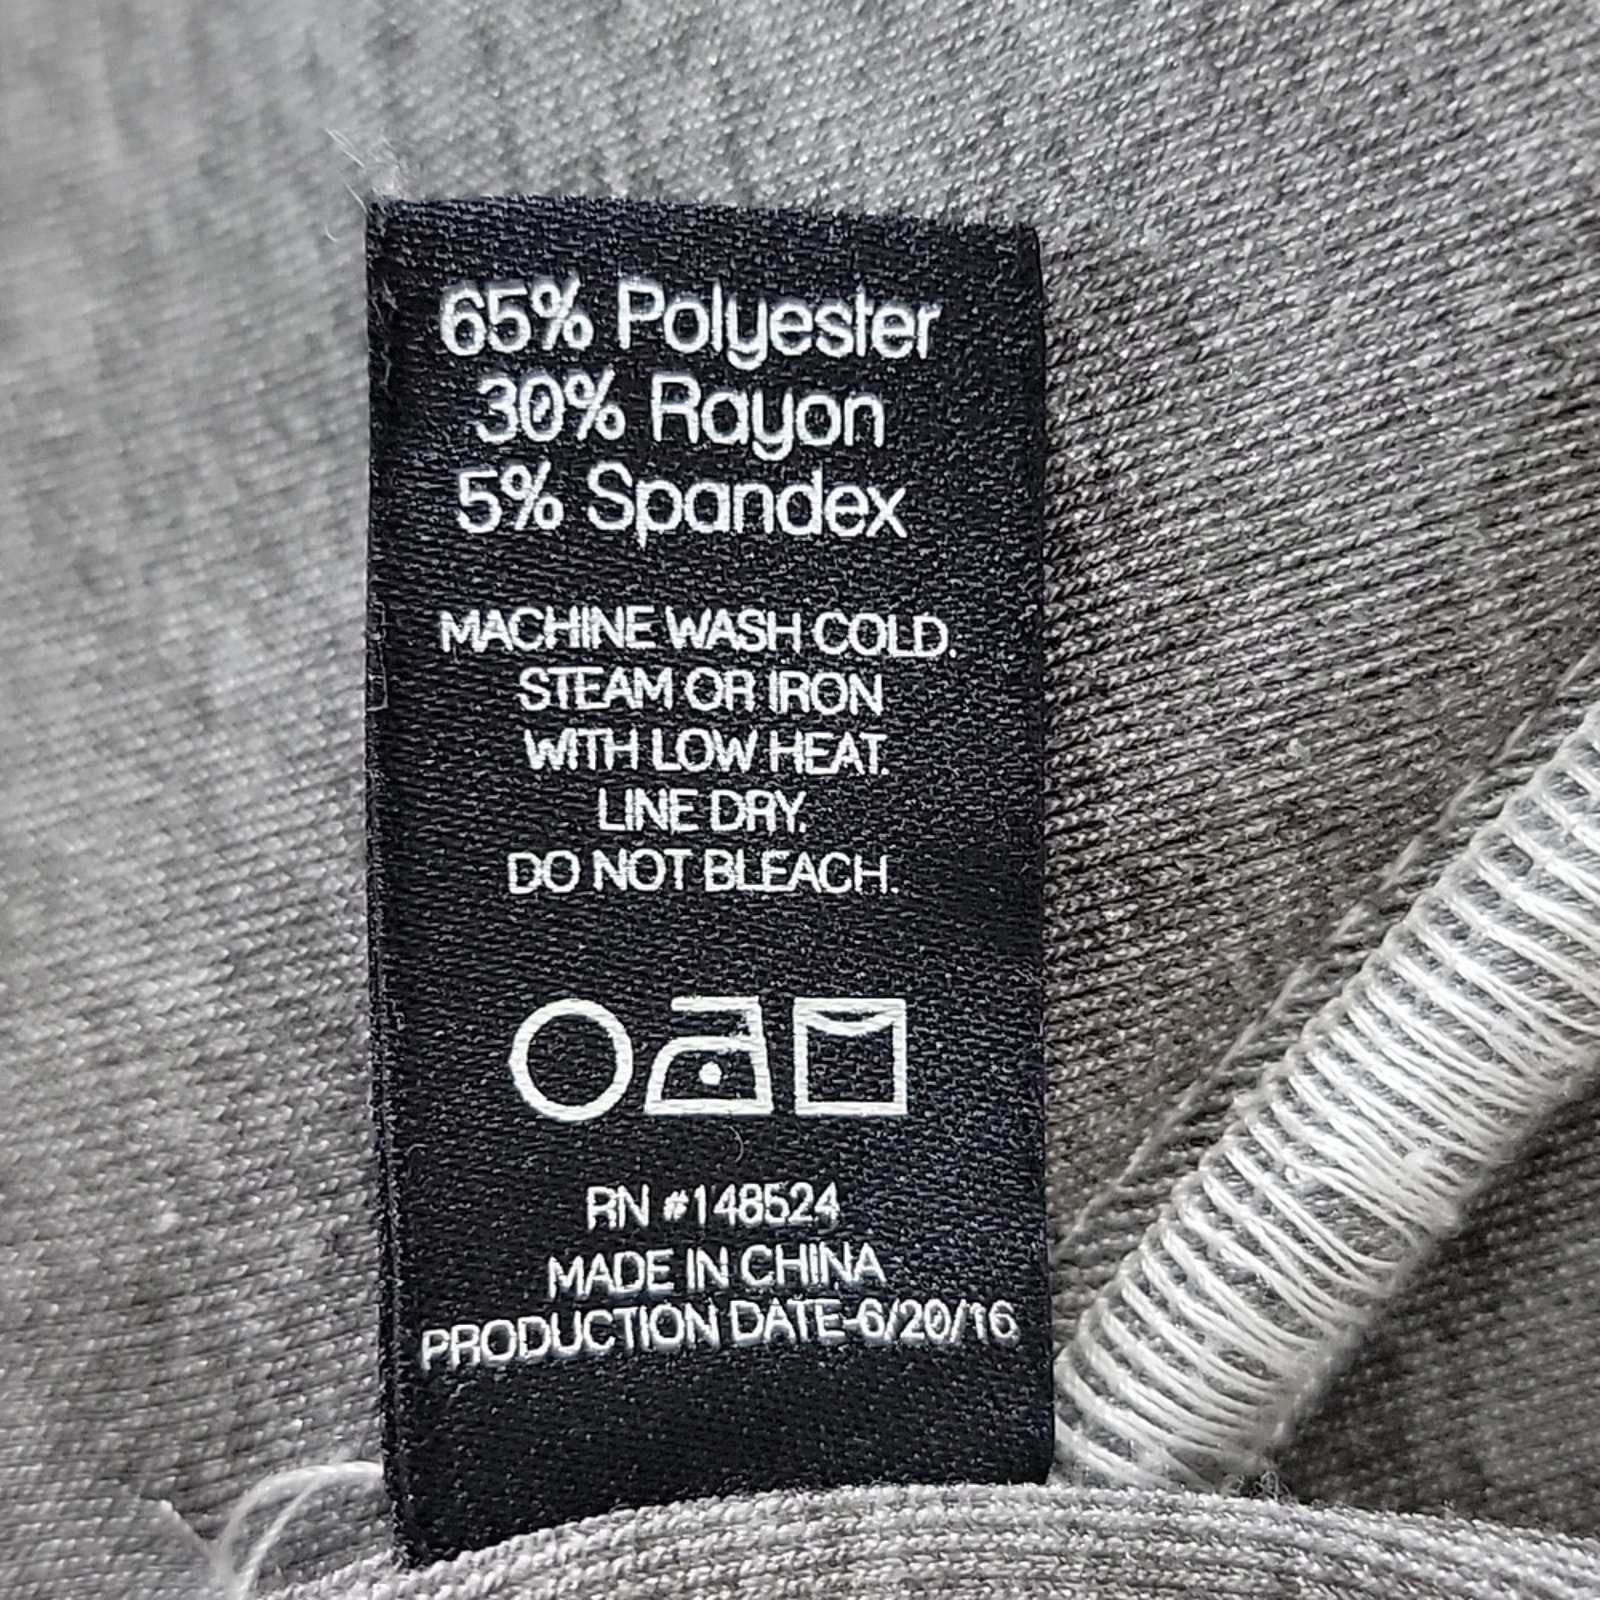 65% Polyester
30% Rayon
5% Spandex
MACHINE WASH COLD.
STEAM OR IRON
WITH LOW HEAT.
LINE DRY.
DO NOT BLEACH.
RN #148524
MADE IN CHINA
PRODUCTION DATE-6/20/16